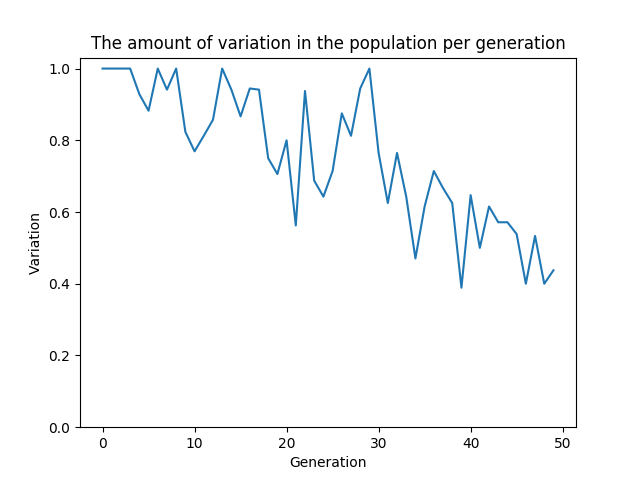 The amount of variation in the population per generation
1.0
0.8
0.6
0.4
0.2
0.0
Variation
0 10 20 30 40 50
Generation